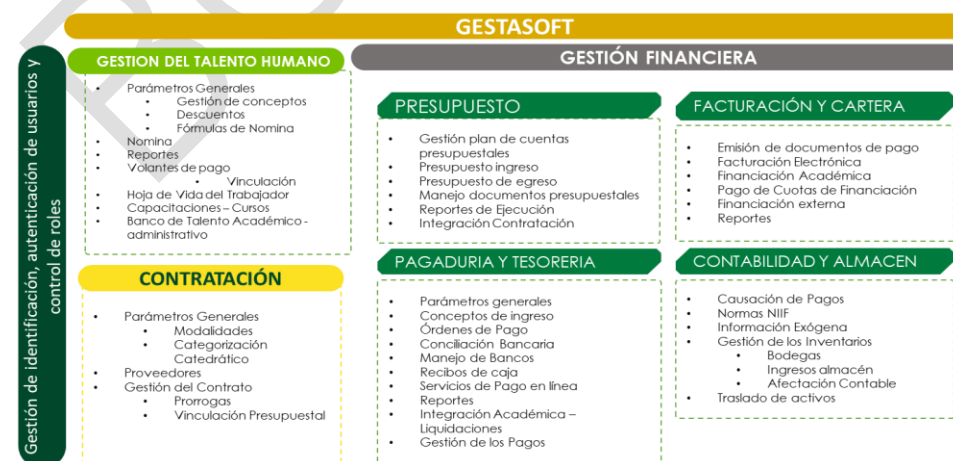 GESTASOFT
Gestión de identificación, autenticación de usuarios y
control de roles
GESTION DEL TALENTO HUMANO
• Parámetros Generales
• Gestión de conceptos
• Descuentos
• Fórmulas de Nomina
• Nomina
• Reportes
• Volantes de pago
• Vinculación
• Hoja de Vida del Trabajador
• Capacitaciones – Cursos
• Banco de Talento Académico -
administrativo
CONTRATACIÓN
• Parámetros Generales
• Modalidades
• Categorización
Catedrático
• Proveedores
• Gestión del Contrato
• Prorrogas
• Vinculación Presupuestal
GESTIÓN FINANCIERA
PRESUPUESTO
• Gestión plan de cuentas
presupuestales
• Presupuesto ingreso
• Presupuesto de egreso
• Manejo documentos presupuestales
• Reportes de Ejecución
• Integración Contratación
FACTURACIÓN Y CARTERA
• Emisión de documentos de pago
• Facturación Electrónica
• Financiación Académica
• Pago de Cuotas de Financiación
• Financiación externa
• Reportes
PAGADURIA Y TESORERIA
• Parámetros generales
• Conceptos de ingreso
• Órdenes de Pago
• Conciliación Bancaria
• Manejo de Bancos
• Recibos de caja
• Servicios de Pago en línea
• Reportes
• Integración Académica –
Liquidaciones
• Gestión de los Pagos
CONTABILIDAD Y ALMACEN
• Causación de Pagos
• Normas NIIF
• Información Exógena
• Gestión de los Inventarios
• Bodegas
• Ingresos almacén
• Afectación Contable
• Traslado de activos